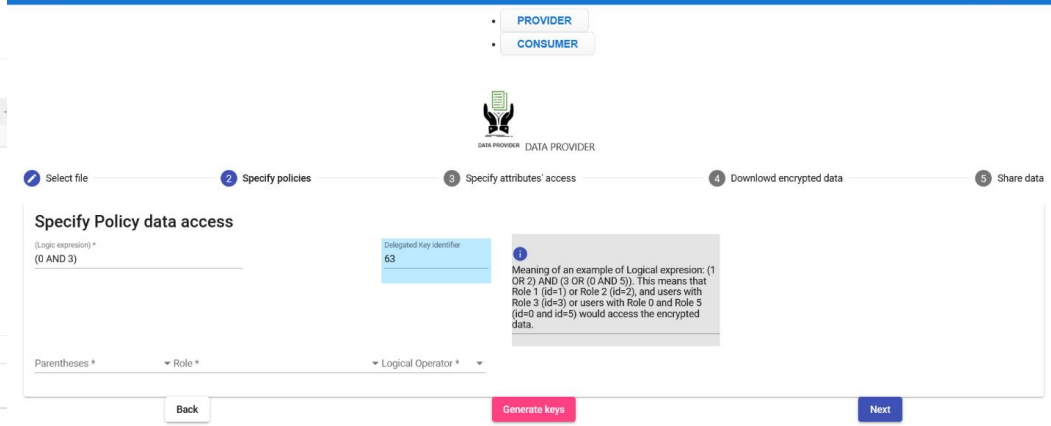 PROVIDER
CONSUMER
DATA PROVIDER DATA PROVIDER
Select file
2 Specify policies
3 Specify attributes' access
4 Downlowd encrypted data
5 Share data
Specify Policy data access
(Logic expresion) *
(0 AND 3)
Delegated Key identifier
63
i
Meaning of an example of Logical expresion: (1
OR 2) AND (3 OR (0 AND 5)). This means that
Role 1 (id=1) or Role 2 (id=2), and users with
Role 3 (id=3) or users with Role 0 and Role 5
(id=0 and id=5) would access the encrypted
data.
Parentheses *
Role *
Logical Operator *
Back
Generate keys
Next